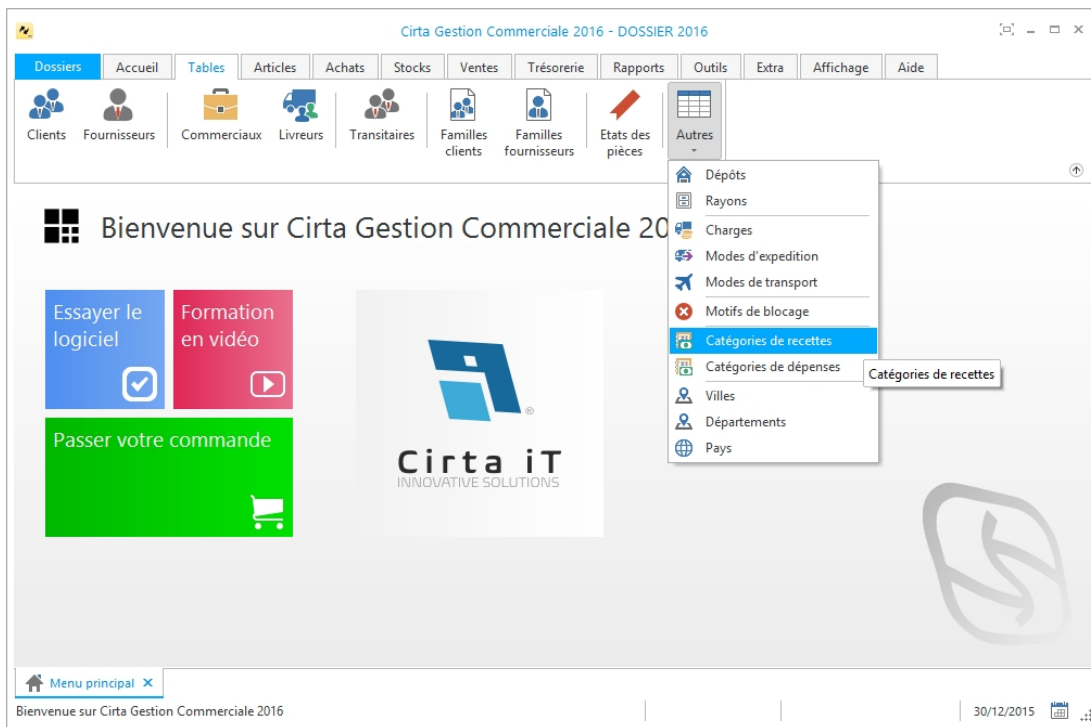 Cirta Gestion Commerciale 2016 - DOSSIER 2016
Dossiers Accueil Tables Articles Achats Stocks Ventes Trésorerie Rapports Outils Extra Affichage Aide
Clients Fournisseurs Commerciaux Livreurs Transitaires Familles clients Familles fournisseurs Etats des pièces Autres
Dépôts
Rayons
Charges
Modes d'expedition
Modes de transport
Motifs de blocage
Catégories de recettes
Catégories de dépenses
Catégories de recettes
Villes
Départements
Pays
Bienvenue sur Cirta Gestion Commerciale 20
Essayer le
logiciel
Formation
en vidéo
Passer votre commande
Cirta iT
INNOVATIVE SOLUTIONS
®
Menu principal
Bienvenue sur Cirta Gestion Commerciale 2016 30/12/2015